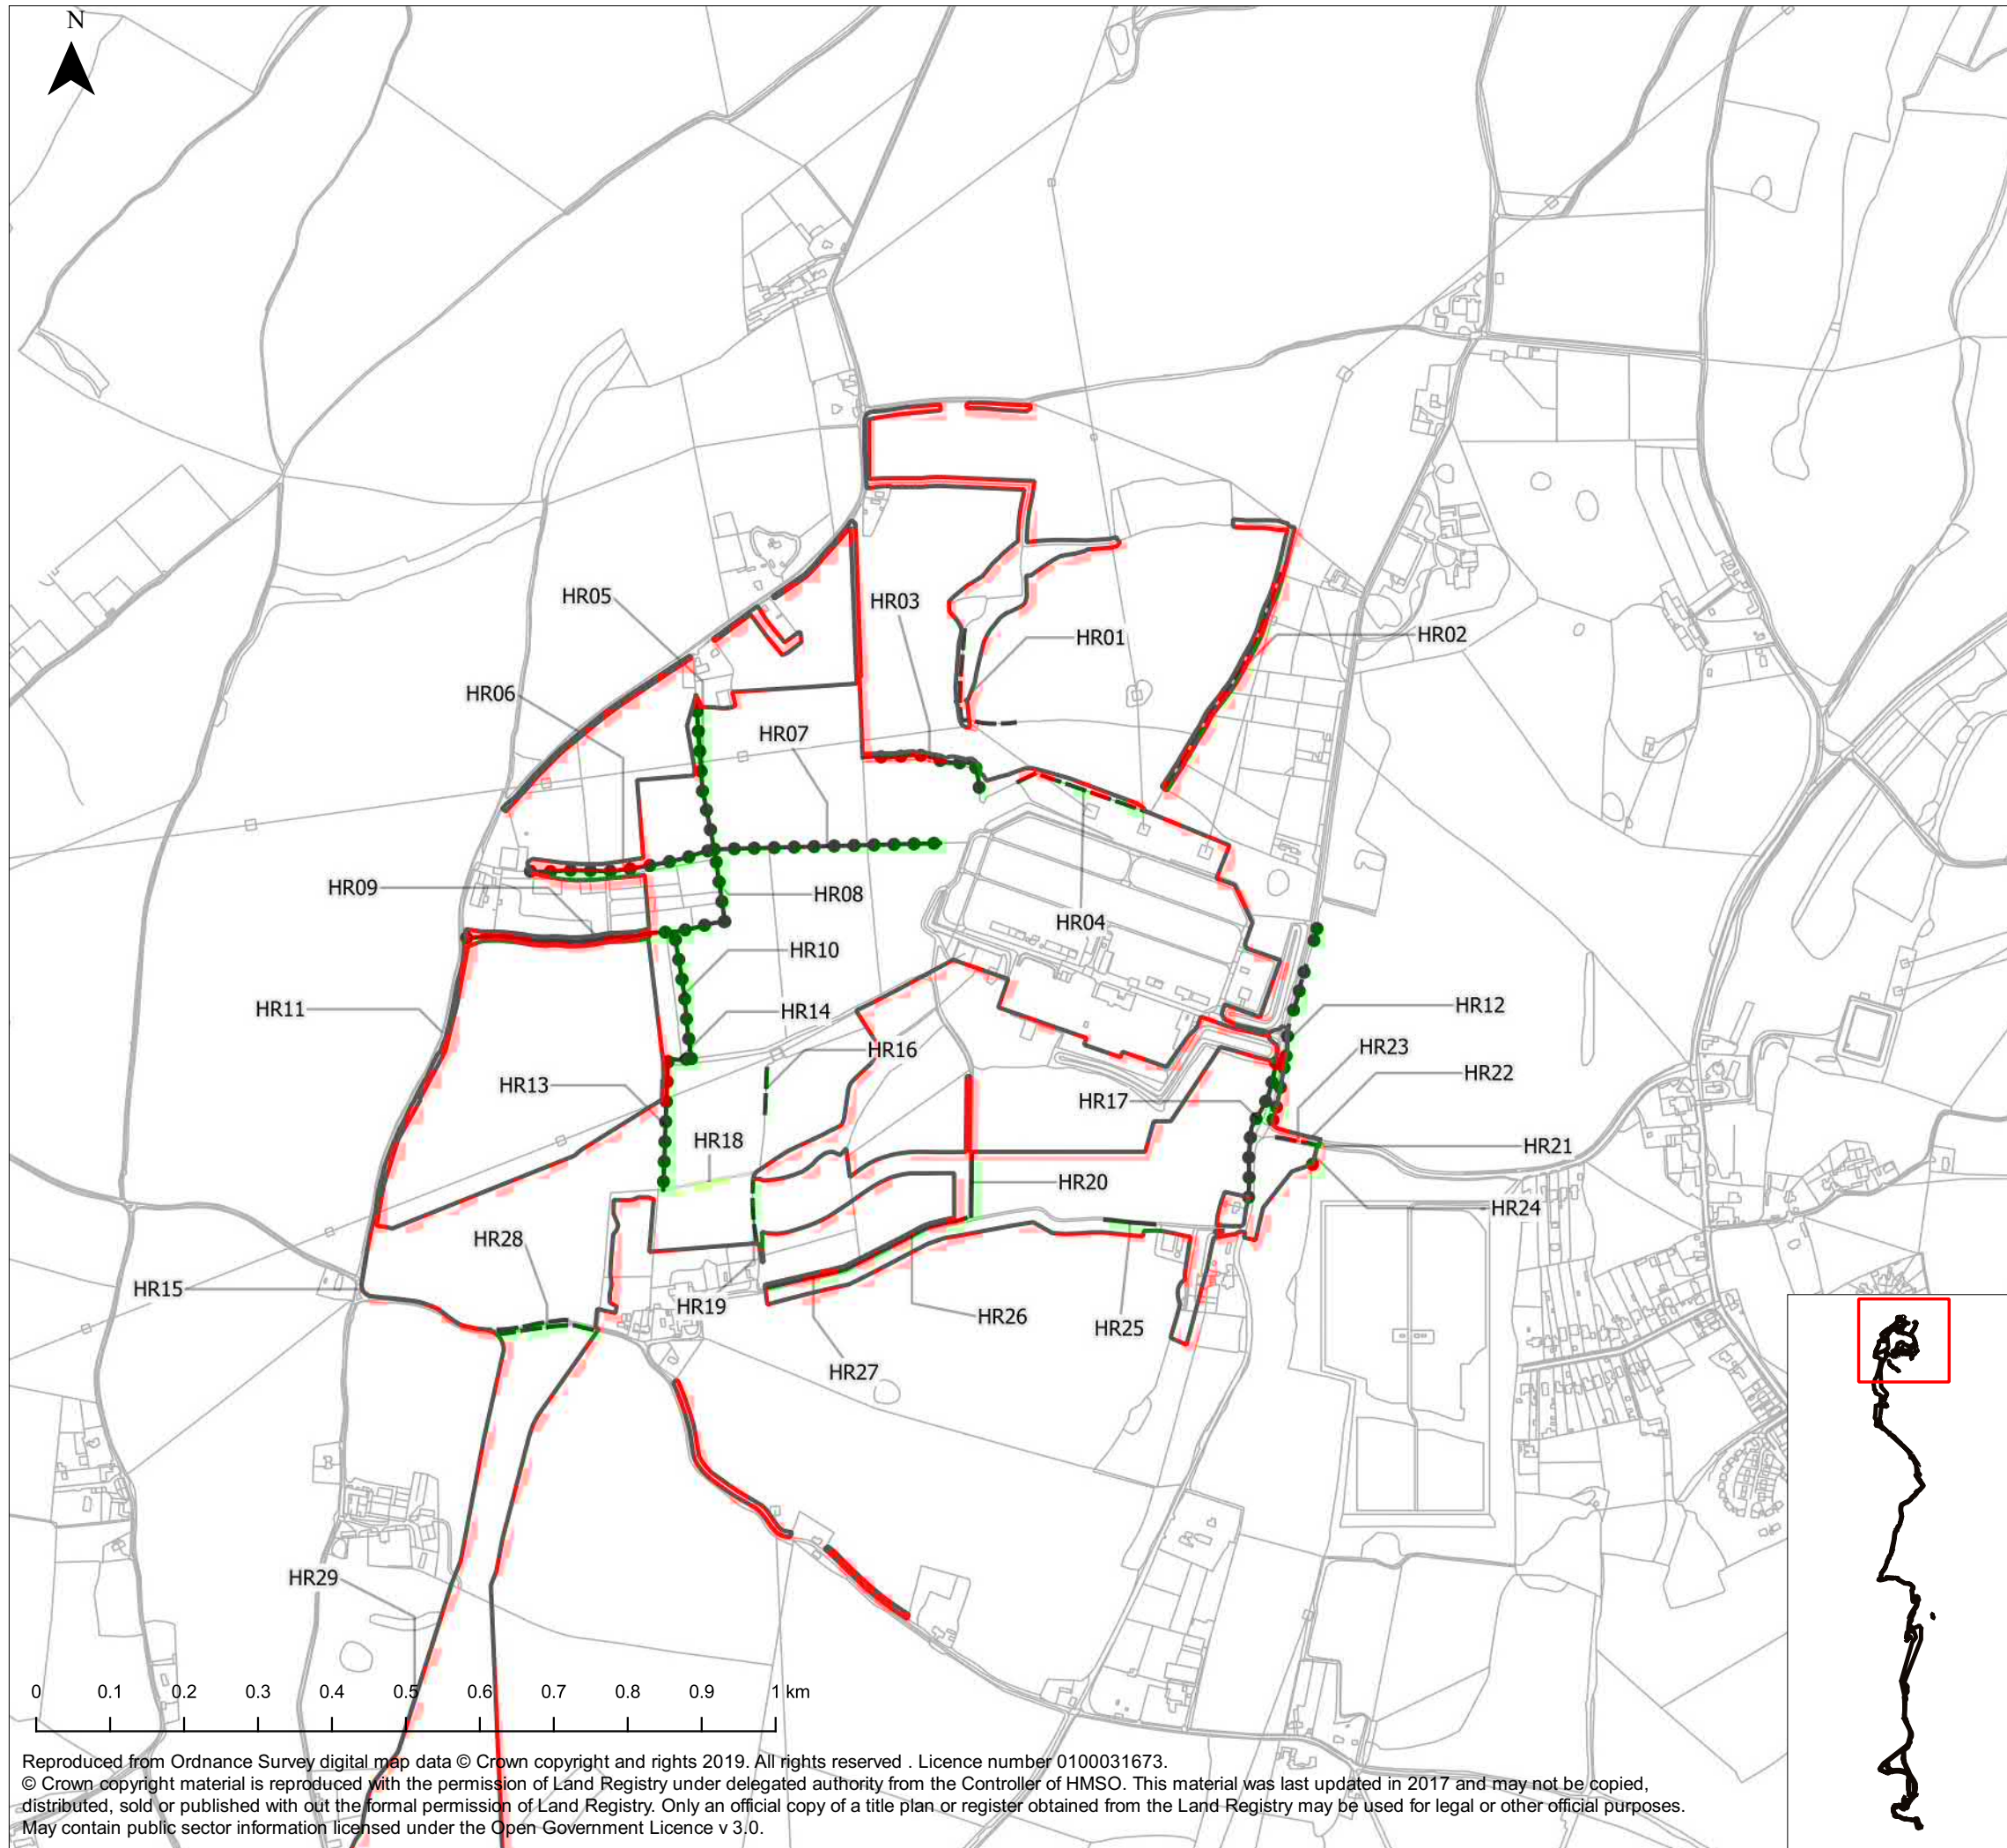 N
HR05
HR03
HR01
HR02
HR06
HR07
HR09
HR08
HR04
HR10
HR11
HR14
HR12
HR16
HR23
HR13
HR22
HR17
HR18
HR21
HR20
HR24
HR28
HR15
HR19
HR26
HR25
HR27
HR29
0 0.1 0.2 0.3 0.4 0.5 0.6 0.7 0.8 0.9 1 km
Reproduced from Ordnance Survey digital map data © Crown copyright and rights 2019. All rights reserved . Licence number 0100031673.
© Crown copyright material is reproduced with the permission of Land Registry under delegated authority from the Controller of HMSO. This material was last updated in 2017 and may not be copied,
distributed, sold or published with out the formal permission of Land Registry. Only an official copy of a title plan or register obtained from the Land Registry may be used for legal or other official purposes.
May contain public sector information licensed under the Open Government Licence v 3.0.